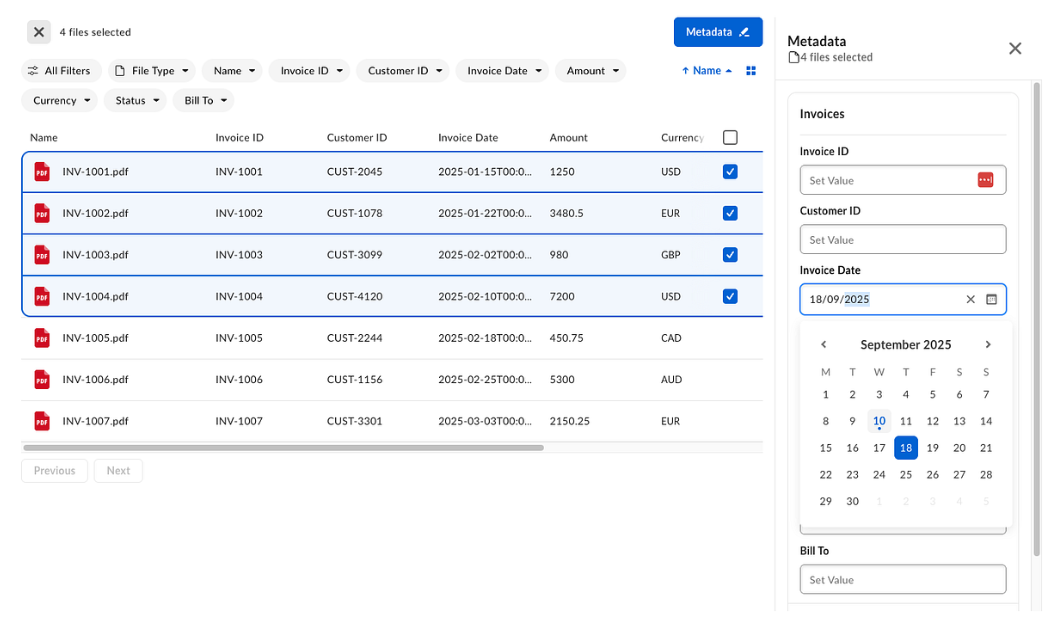 4 files selected
Metadata
All Filters File Type Name Invoice ID Customer ID Invoice Date Amount Name
Currency Status Bill To
Name Invoice ID Customer ID Invoice Date Amount Currency
PDF INV-1001.pdf INV-1001 CUST-2045 2025-01-15T00:0... 1250 USD
PDF INV-1002.pdf INV-1002 CUST-1078 2025-01-22T00:0... 3480.5 EUR
PDF INV-1003.pdf INV-1003 CUST-3099 2025-02-02T00:0... 980 GBP
PDF INV-1004.pdf INV-1004 CUST-4120 2025-02-10T00:0... 7200 USD
PDF INV-1005.pdf INV-1005 CUST-2244 2025-02-18T00:0... 450.75 CAD
PDF INV-1006.pdf INV-1006 CUST-1156 2025-02-25T00:0... 5300 AUD
PDF INV-1007.pdf INV-1007 CUST-3301 2025-03-03T00:0... 2150.25 EUR
Previous Next
Metadata
4 files selected
Invoices
Invoice ID
Set Value
Customer ID
Set Value
Invoice Date
18/09/2025
September 2025
M T W T F S S
1 2 3 4 5 6 7
8 9 10 11 12 13 14
15 16 17 18 19 20 21
22 23 24 25 26 27 28
29 30 1 2 3 4 5
Bill To
Set Value